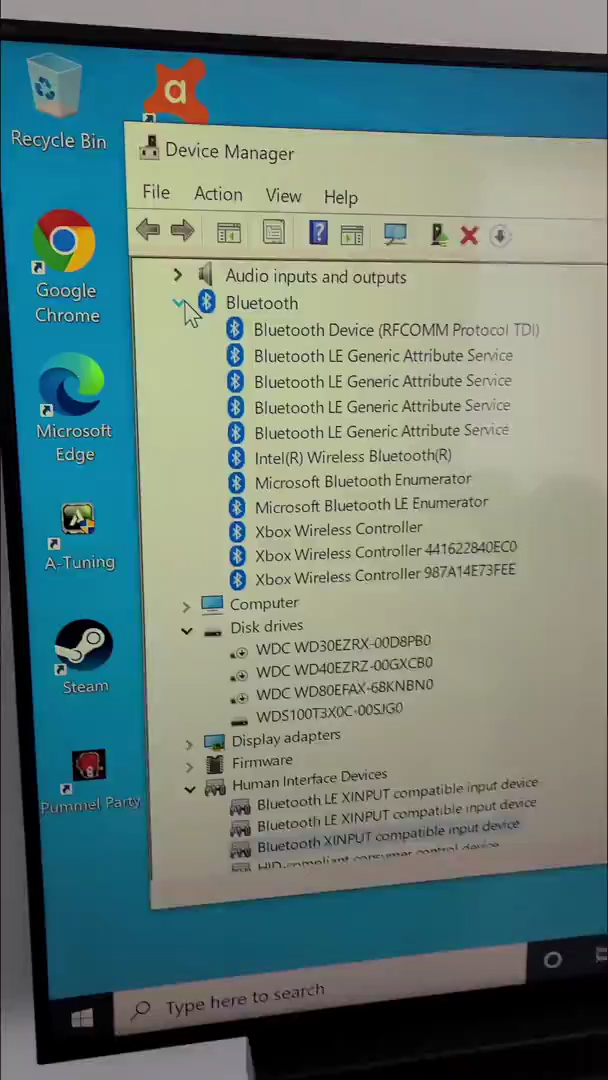 Recycle Bin
a
Device Manager
File Action View Help
Google
Chrome
Microsoft
Edge
A-Tuning
Steam
Pummel Party
Audio inputs and outputs
Bluetooth
Bluetooth Device (RFCOMM Protocol TDI)
Bluetooth LE Generic Attribute Service
Bluetooth LE Generic Attribute Service
Bluetooth LE Generic Attribute Service
Bluetooth LE Generic Attribute Service
Intel(R) Wireless Bluetooth(R)
Microsoft Bluetooth Enumerator
Microsoft Bluetooth LE Enumerator
Xbox Wireless Controller
Xbox Wireless Controller 441622840EC0
Xbox Wireless Controller 987A14E73FEE
Computer
Disk drives
WDC WD30EZRX-00D8PB0
WDC WD40EZRZ-00GXCB0
WDC WD80EFAX-68KNBN0
WDS100T3X0C-00SJG0
Display adapters
Firmware
Human Interface Devices
Bluetooth LE XINPUT compatible input device
Bluetooth LE XINPUT compatible input device
Bluetooth XINPUT compatible input device
HID-compliant consumer control device
Type here to search